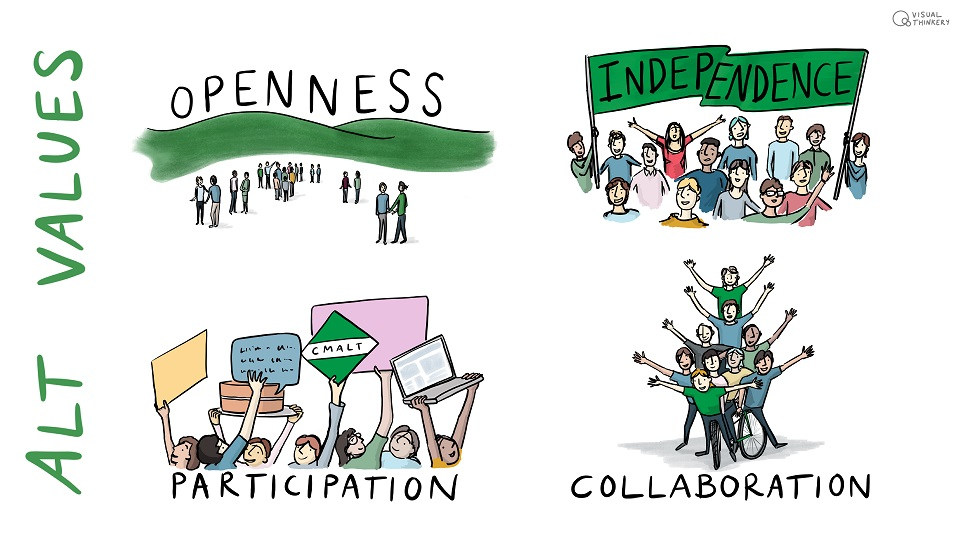 VISUAL
THINKERY
ALT VALUES
OPENNESS
INDEPENDENCE
CMALT
PARTICIPATION
COLLABORATION